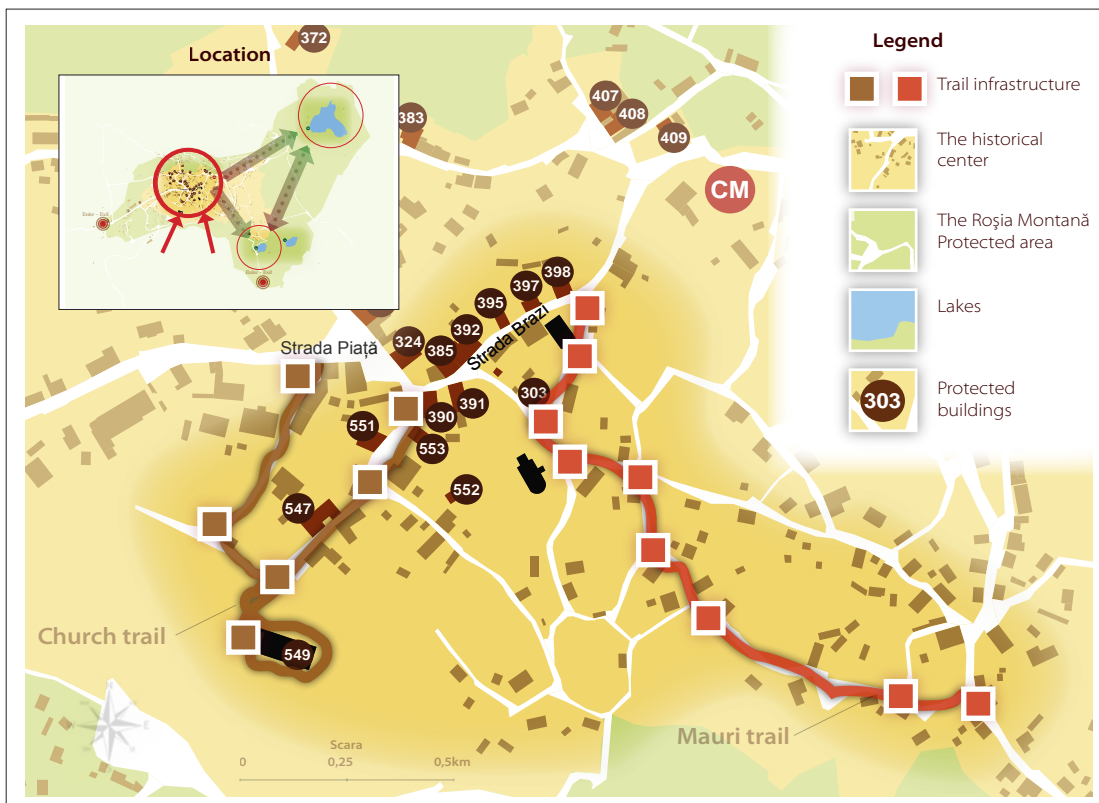 Location
372
383
407
408
409
CM
Legend
Trail infrastructure
The historical
center
The Roşia Montană
Protected area
Lakes
303
Protected
buildings
398
397
395
392
385
324
Strada Brazi
Strada Piaţă
303
391
390
551
553
552
547
549
Church trail
Mauri trail
Scara
0
0,25
0,5km